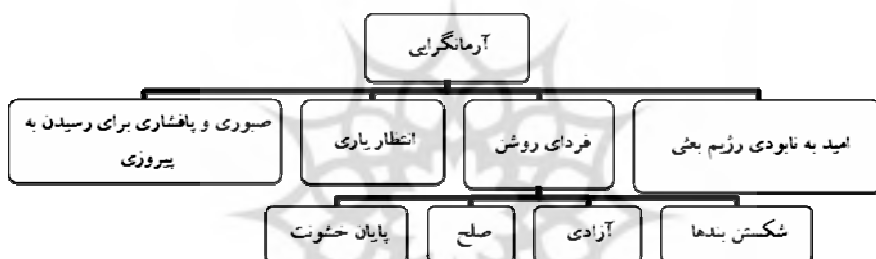 آرمانگرایی
امید به نابودی رژیم بعثی
فردای روشن
انتظار یاری
صبوری و پافشاری برای رسیدن به
پیروزی
شکستن بندها
آزادی
صلح
پایان خشونت